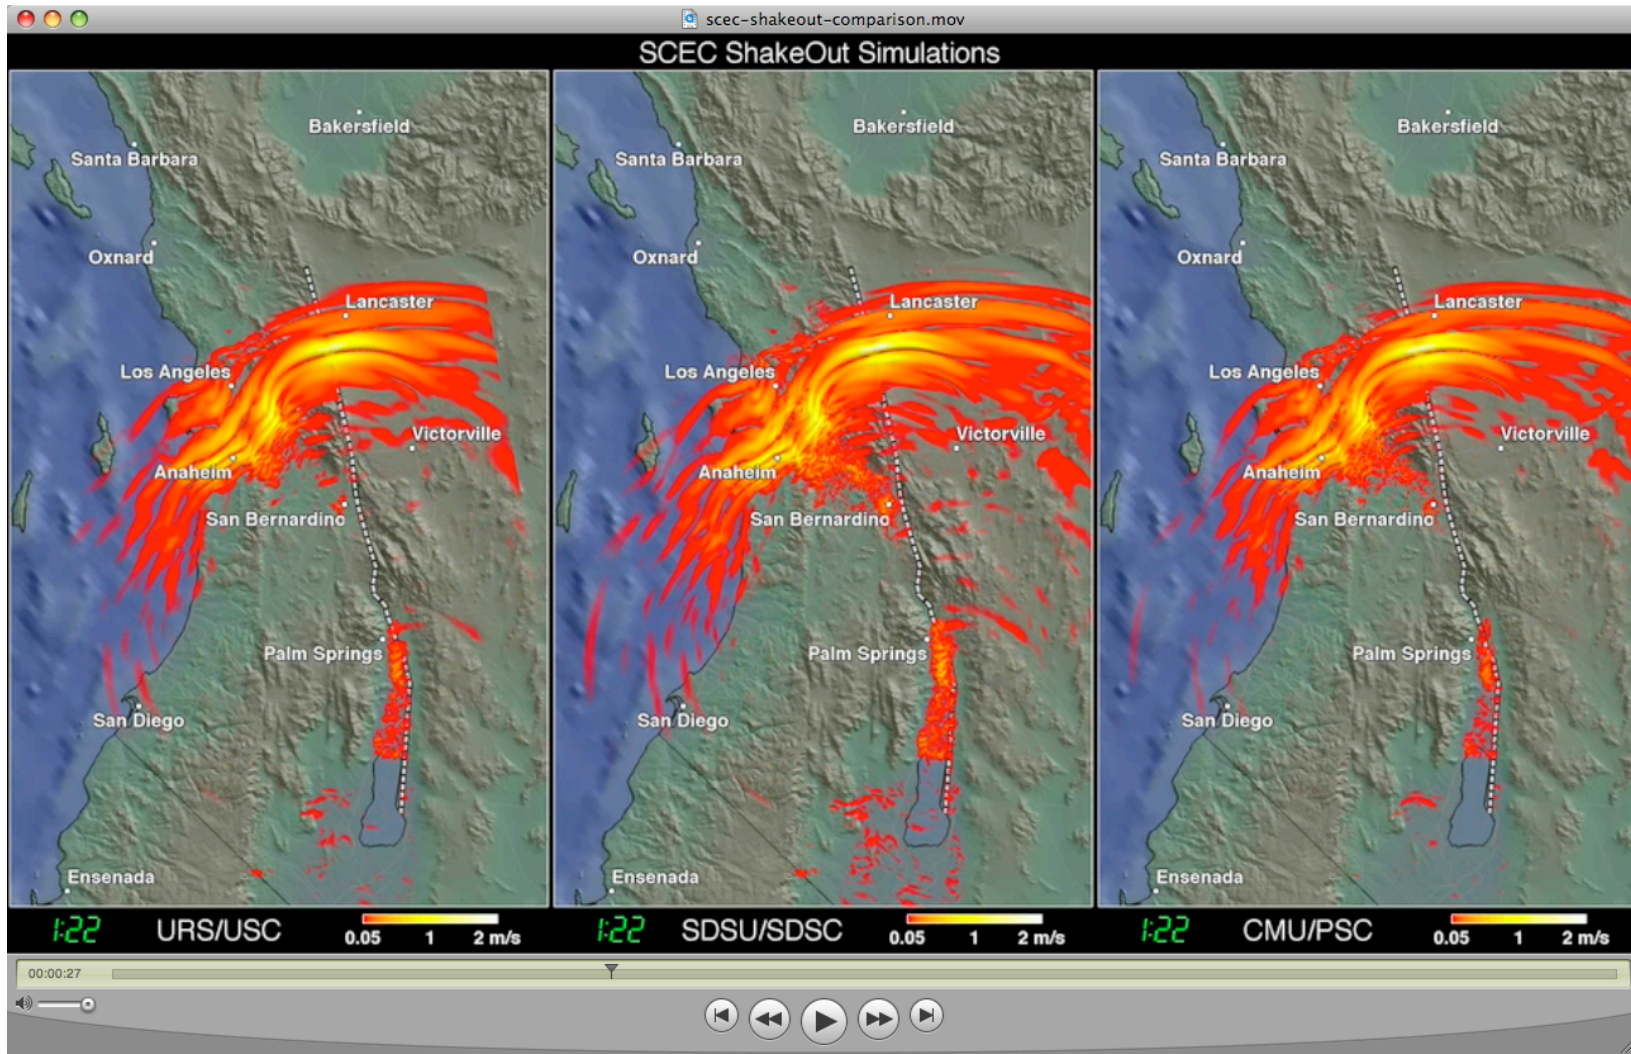 scec-shakeout-comparison.mov
SCEC ShakeOut Simulations
Bakersfield
Santa Barbara
Oxnard
Lancaster
Los Angeles
Victorville
Anaheim
San Bernardino
Palm Springs
San Diego
Ensenada
1:22 URS/USC 0.05 1 2 m/s
Bakersfield
Santa Barbara
Oxnard
Lancaster
Los Angeles
Victorville
Anaheim
San Bernardino
Palm Springs
San Diego
Ensenada
1:22 SDSU/SDSC 0.05 1 2 m/s
Bakersfield
Santa Barbara
Oxnard
Lancaster
Los Angeles
Victorville
Anaheim
San Bernardino
Palm Springs
San Diego
Ensenada
1:22 CMU/PSC 0.05 1 2 m/s
00:00:27